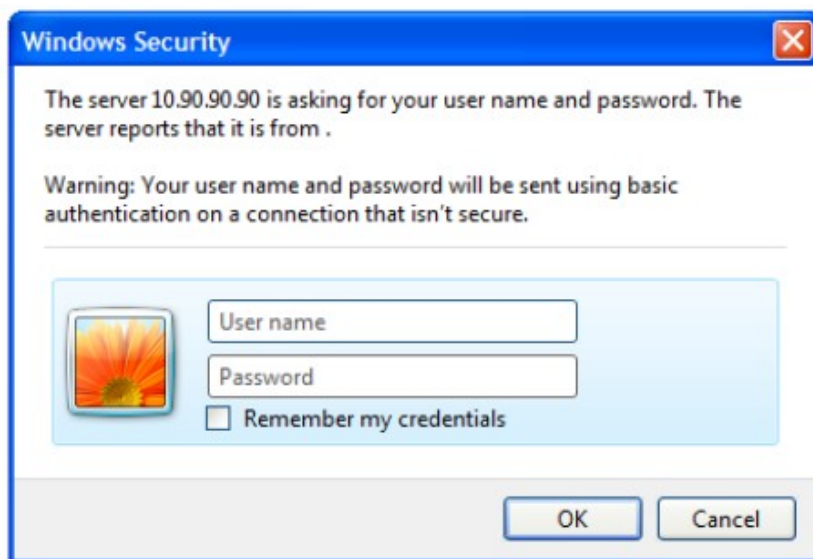 Windows Security
The server 10.90.90.90 is asking for your user name and password. The
server reports that it is from .
Warning: Your user name and password will be sent using basic
authentication on a connection that isn't secure.
User name
Password
Remember my credentials
OK
Cancel